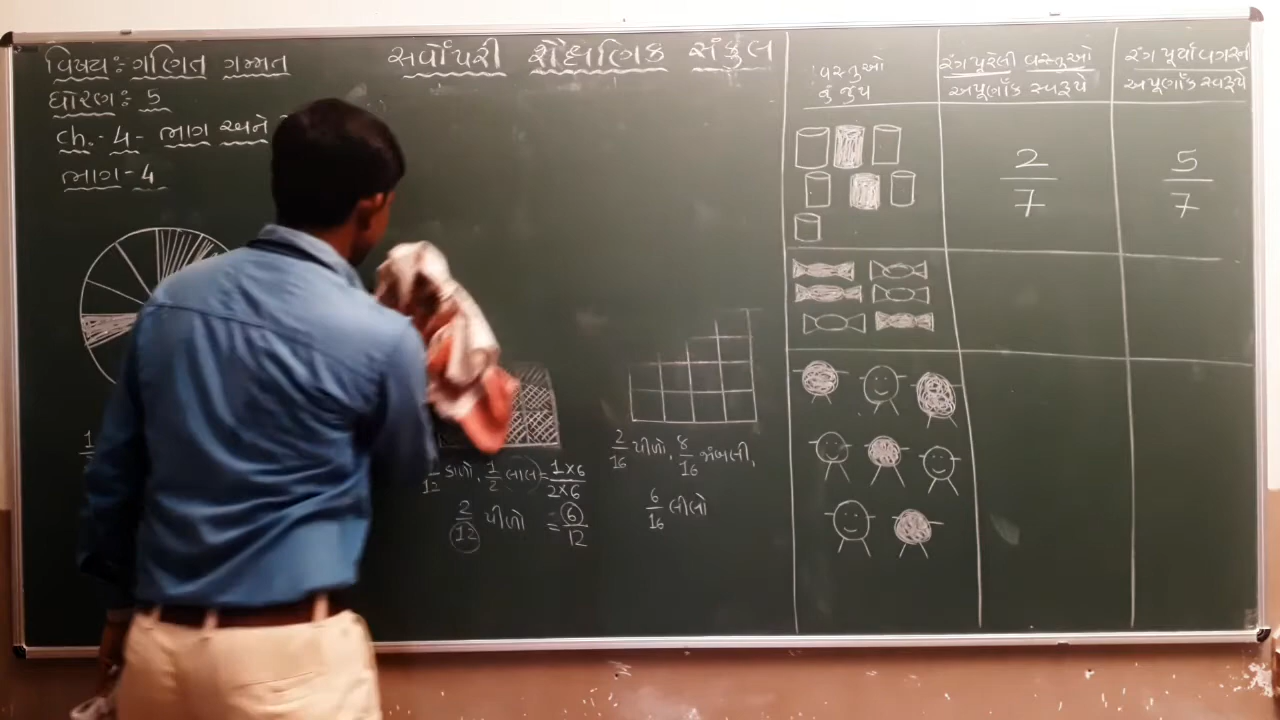 વિષય: ગણિત ગમ્મત
સર્વોપરી શૈક્ષણિક સંકુલ
ધોરણ: 5
ch.- 4 - ભાગ અને
ભાગ - 4
વસ્તુઓ
નું જુથ
રંગ પૂરેલી વસ્તુઓ
અપૂર્ણાંક સ્વરૂપે
રંગ પૂર્યા વગરની
અપૂર્ણાંક સ્વરૂપે
2/7
5/7
12 કાળો, 1/2 લાલ = 1×6/2×6
2/12 પીળો = 6/12
2/16 પીળો, 8/16 જાંબલી,
6/16 લીલો